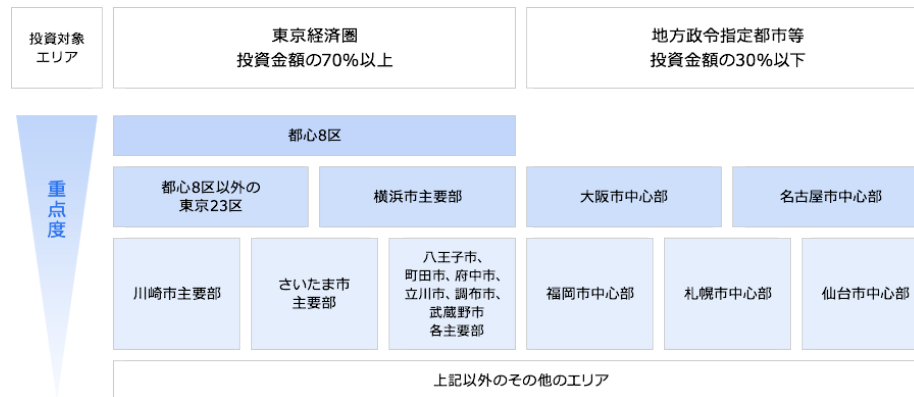 投資対象
エリア
東京経済圏
投資金額の70%以上
地方政令指定都市等
投資金額の30%以下
重点度
都心8区
都心8区以外の
東京23区
横浜市主要部
大阪市中心部
名古屋市中心部
川崎市主要部
さいたま市
主要部
八王子市、
町田市、府中市、
立川市、調布市、
武蔵野市
各主要部
福岡市中心部
札幌市中心部
仙台市中心部
上記以外のその他のエリア